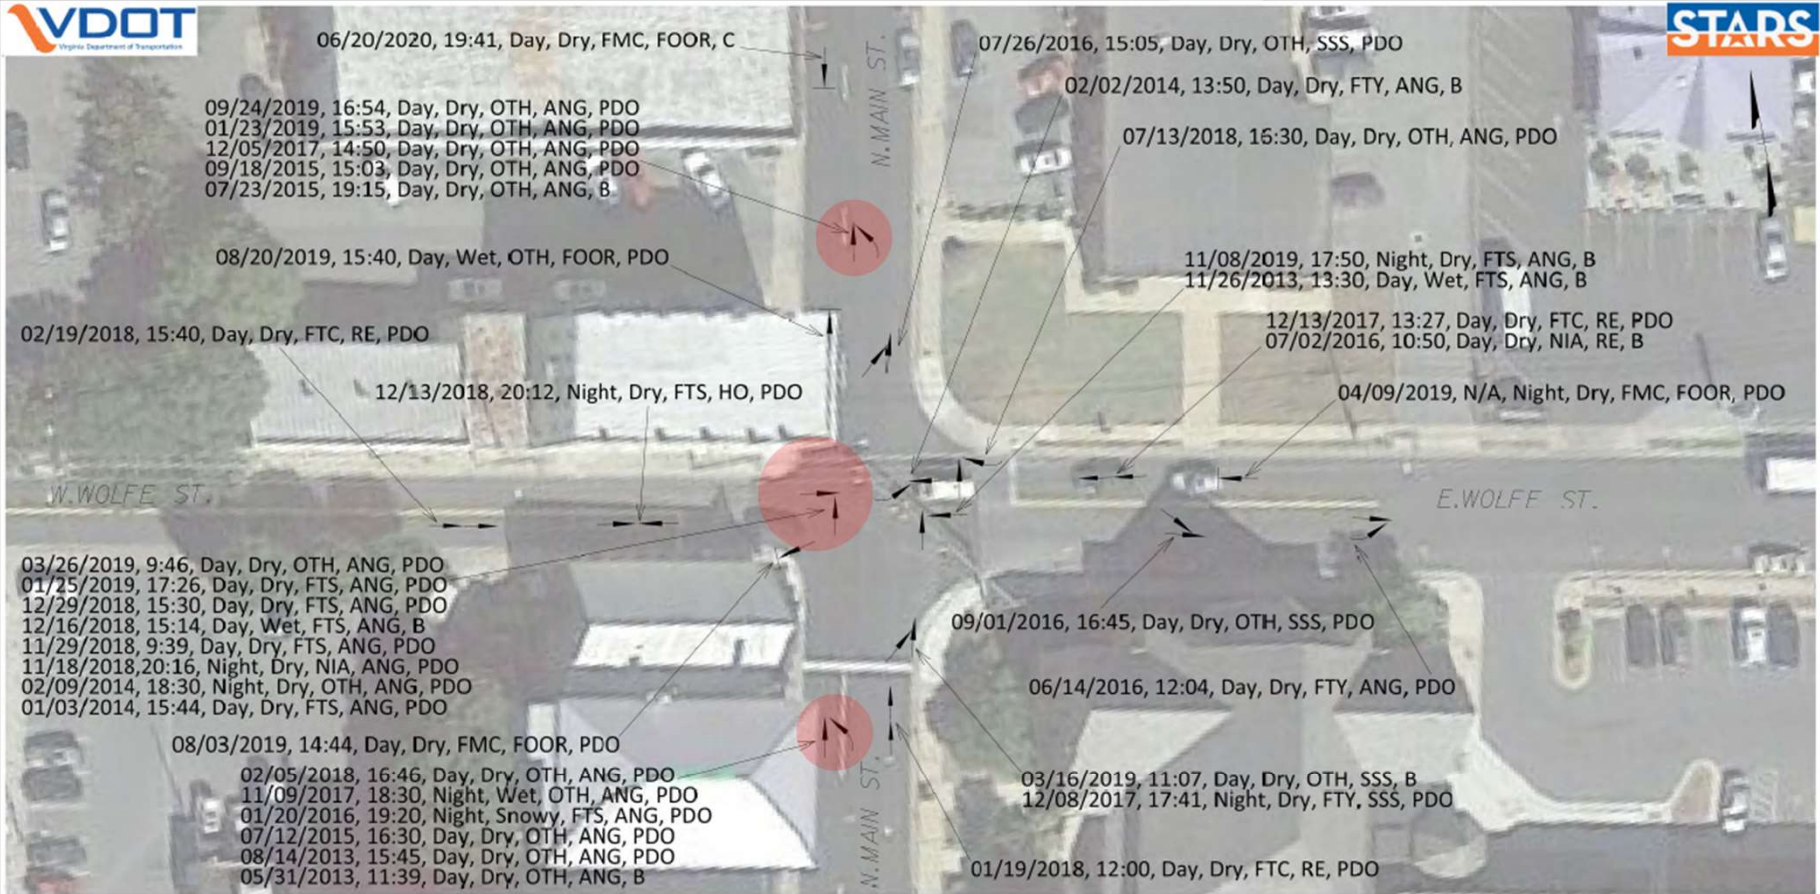 VDOT
Virginia Department of Transportation
STARS
06/20/2020, 19:41, Day, Dry, FMC, FOOR, C
N.MAIN ST.
07/26/2016, 15:05, Day, Dry, OTH, SSS, PDO
02/02/2014, 13:50, Day, Dry, FTY, ANG, B
09/24/2019, 16:54, Day, Dry, OTH, ANG, PDO
01/23/2019, 15:53, Day, Dry, OTH, ANG, PDO
12/05/2017, 14:50, Day, Dry, OTH, ANG, PDO
09/18/2015, 15:03, Day, Dry, OTH, ANG, PDO
07/23/2015, 19:15, Day, Dry, OTH, ANG, B
07/13/2018, 16:30, Day, Dry, OTH, ANG, PDO
08/20/2019, 15:40, Day, Wet, OTH, FOOR, PDO
11/08/2019, 17:50, Night, Dry, FTS, ANG, B
11/26/2013, 13:30, Day, Wet, FTS, ANG, B
02/19/2018, 15:40, Day, Dry, FTC, RE, PDO
12/13/2017, 13:27, Day, Dry, FTC, RE, PDO
07/02/2016, 10:50, Day, Dry, NIA, RE, B
12/13/2018, 20:12, Night, Dry, FTS, HO, PDO
04/09/2019, N/A, Night, Dry, FMC, FOOR, PDO
W.WOLFE ST.
E.WOLFF ST.
03/26/2019, 9:46, Day, Dry, OTH, ANG, PDO
01/25/2019, 17:26, Day, Dry, FTS, ANG, PDO
12/29/2018, 15:30, Day, Dry, FTS, ANG, PDO
12/16/2018, 15:14, Day, Wet, FTS, ANG, B
11/29/2018, 9:39, Day, Dry, FTS, ANG, PDO
11/18/2018,20:16, Night, Dry, NIA, ANG, PDO
02/09/2014, 18:30, Night, Dry, OTH, ANG, PDO
01/03/2014, 15:44, Day, Dry, FTS, ANG, PDO
09/01/2016, 16:45, Day, Dry, OTH, SSS, PDO
06/14/2016, 12:04, Day, Dry, FTY, ANG, PDO
08/03/2019, 14:44, Day, Dry, FMC, FOOR, PDO
02/05/2018, 16:46, Day, Dry, OTH, ANG, PDO
11/09/2017, 18:30, Night, Wet, OTH, ANG, PDO
01/20/2016, 19:20, Night, Snowy, FTS, ANG, PDO
07/12/2015, 16:30, Day, Dry, OTH, ANG, PDO
08/14/2013, 15:45, Day, Dry, OTH, ANG, PDO
05/31/2013, 11:39, Day, Dry, OTH, ANG, B
N.MAIN ST.
03/16/2019, 11:07, Day, Dry, OTH, SSS, B
12/08/2017, 17:41, Night, Dry, FTY, SSS, PDO
01/19/2018, 12:00, Day, Dry, FTC, RE, PDO